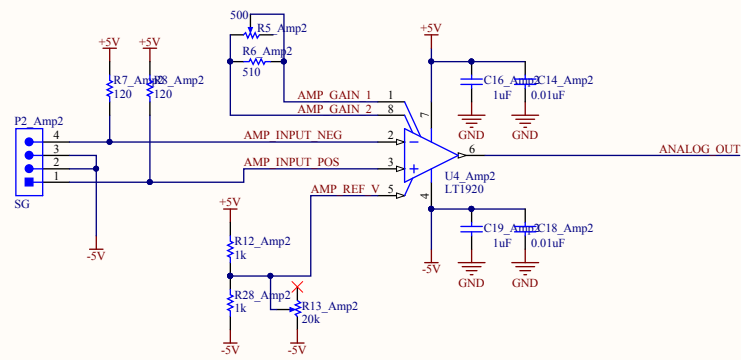 500
R5_Amp2
+5V
+5V
+5V
R6_Amp2
510
R7_Amp2
120
R8_Amp2
120
C16_Amp2
1uF
C14_Amp2
0.01uF
AMP_GAIN_1
1
AMP_GAIN_2
8
7
GND
GND
P2_Amp2
4
AMP_INPUT_NEG
2
3
6
ANALOG_OUT
2
AMP_INPUT_POS
3
1
U4_Amp2
LT1920
SG
AMP_REF_V
5
4
+5V
C19_Amp2
1uF
C18_Amp2
0.01uF
R12_Amp2
1k
-5V
-5V
GND
GND
R28_Amp2
1k
R13_Amp2
20k
-5V
-5V